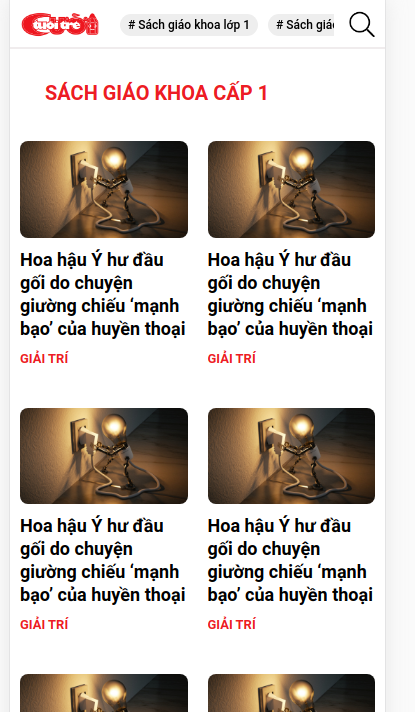 Tuổi trẻ Cười # Sách giáo khoa lớp 1 # Sách giáo
SÁCH GIÁO KHOA CẤP 1
Hoa hậu Ý hư đầu
gối do chuyện
giường chiếu ‘mạnh
bạo’ của huyền thoại
GIẢI TRÍ
Hoa hậu Ý hư đầu
gối do chuyện
giường chiếu ‘mạnh
bạo’ của huyền thoại
GIẢI TRÍ
Hoa hậu Ý hư đầu
gối do chuyện
giường chiếu ‘mạnh
bạo’ của huyền thoại
GIẢI TRÍ
Hoa hậu Ý hư đầu
gối do chuyện
giường chiếu ‘mạnh
bạo’ của huyền thoại
GIẢI TRÍ